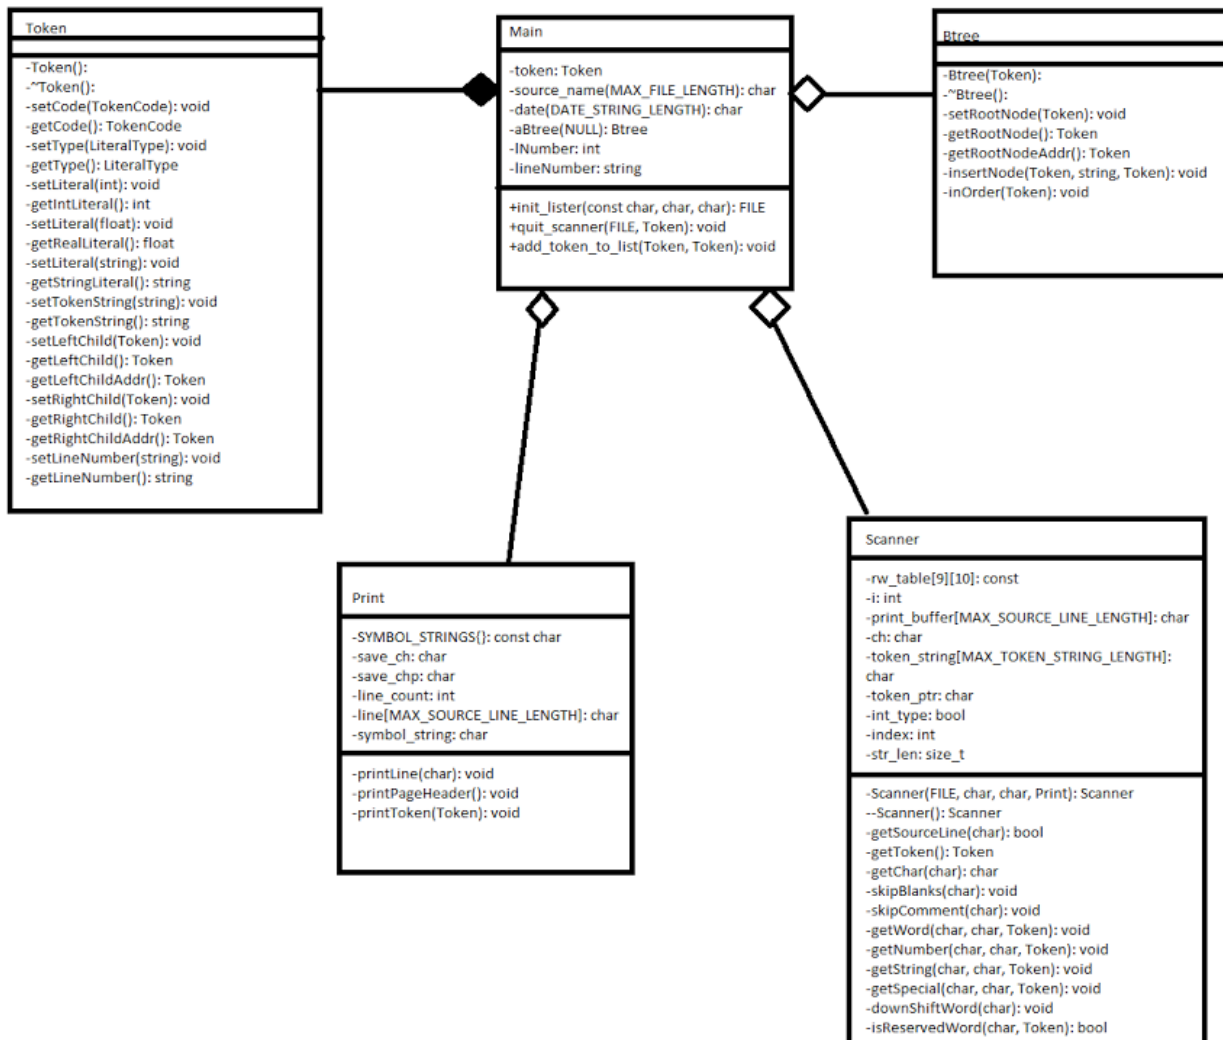 Token
-Token():
-~Token():
-setCode(TokenCode): void
-getCode(): TokenCode
-setType(LiteralType): void
-getType(): LiteralType
-setLiteral(int): void
-getIntLiteral(): int
-setLiteral(float): void
-getRealLiteral(): float
-setLiteral(string): void
-getStringLiteral(): string
-setTokenString(string): void
-getTokenString(): string
-setLeftChild(Token): void
-getLeftChild(): Token
-getLeftChildAddr(): Token
-setRightChild(Token): void
-getRightChild(): Token
-getRightChildAddr(): Token
-setLineNumber(string): void
-getLineNumber(): string
Main
-token: Token
-source_name(MAX_FILE_LENGTH): char
-date(DATE_STRING_LENGTH): char
-aBtree(NULL): Btree
-lNumber: int
-lineNumber: string
+init_lister(const char, char, char): FILE
+quit_scanner(FILE, Token): void
+add_token_to_list(Token, Token): void
Btree
-Btree(Token):
-~Btree():
-setRootNode(Token): void
-getRootNode(): Token
-getRootNodeAddr(): Token
-insertNode(Token, string, Token): void
-inOrder(Token): void
Print
-SYMBOL_STRINGS{}: const char
-save_ch: char
-save_chp: char
-line_count: int
-line[MAX_SOURCE_LINE_LENGTH]: char
-symbol_string: char
-printLine(char): void
-printPageHeader(): void
-printToken(Token): void
Scanner
-rw_table[9][10]: const
-i: int
-print_buffer[MAX_SOURCE_LINE_LENGTH]: char
-ch: char
-token_string[MAX_TOKEN_STRING_LENGTH]:
char
-token_ptr: char
-int_type: bool
-index: int
-str_len: size_t
-Scanner(FILE, char, char, Print): Scanner
--Scanner(): Scanner
-getSourceLine(char): bool
-getToken(): Token
-getChar(char): char
-skipBlanks(char): void
-skipComment(char): void
-getWord(char, char, Token): void
-getNumber(char, char, Token): void
-getString(char, char, Token): void
-getSpecial(char, char, Token): void
-downShiftWord(char): void
-isReservedWord(char, Token): bool